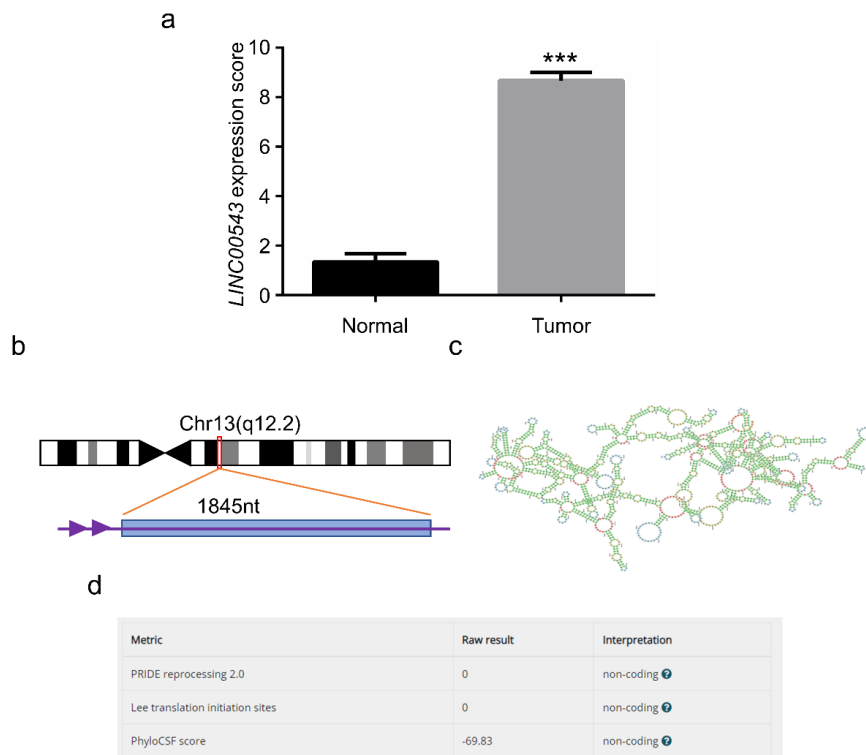 a
10
8
6
4
2
0
LINC00543 expression score
***
Normal Tumor
b
c
Chr13(q12.2)
1845nt
d
Metric Raw result Interpretation
PRIDE reprocessing 2.0 0 non-coding ?
Lee translation initiation sites 0 non-coding ?
PhyloCSF score -69.83 non-coding ?